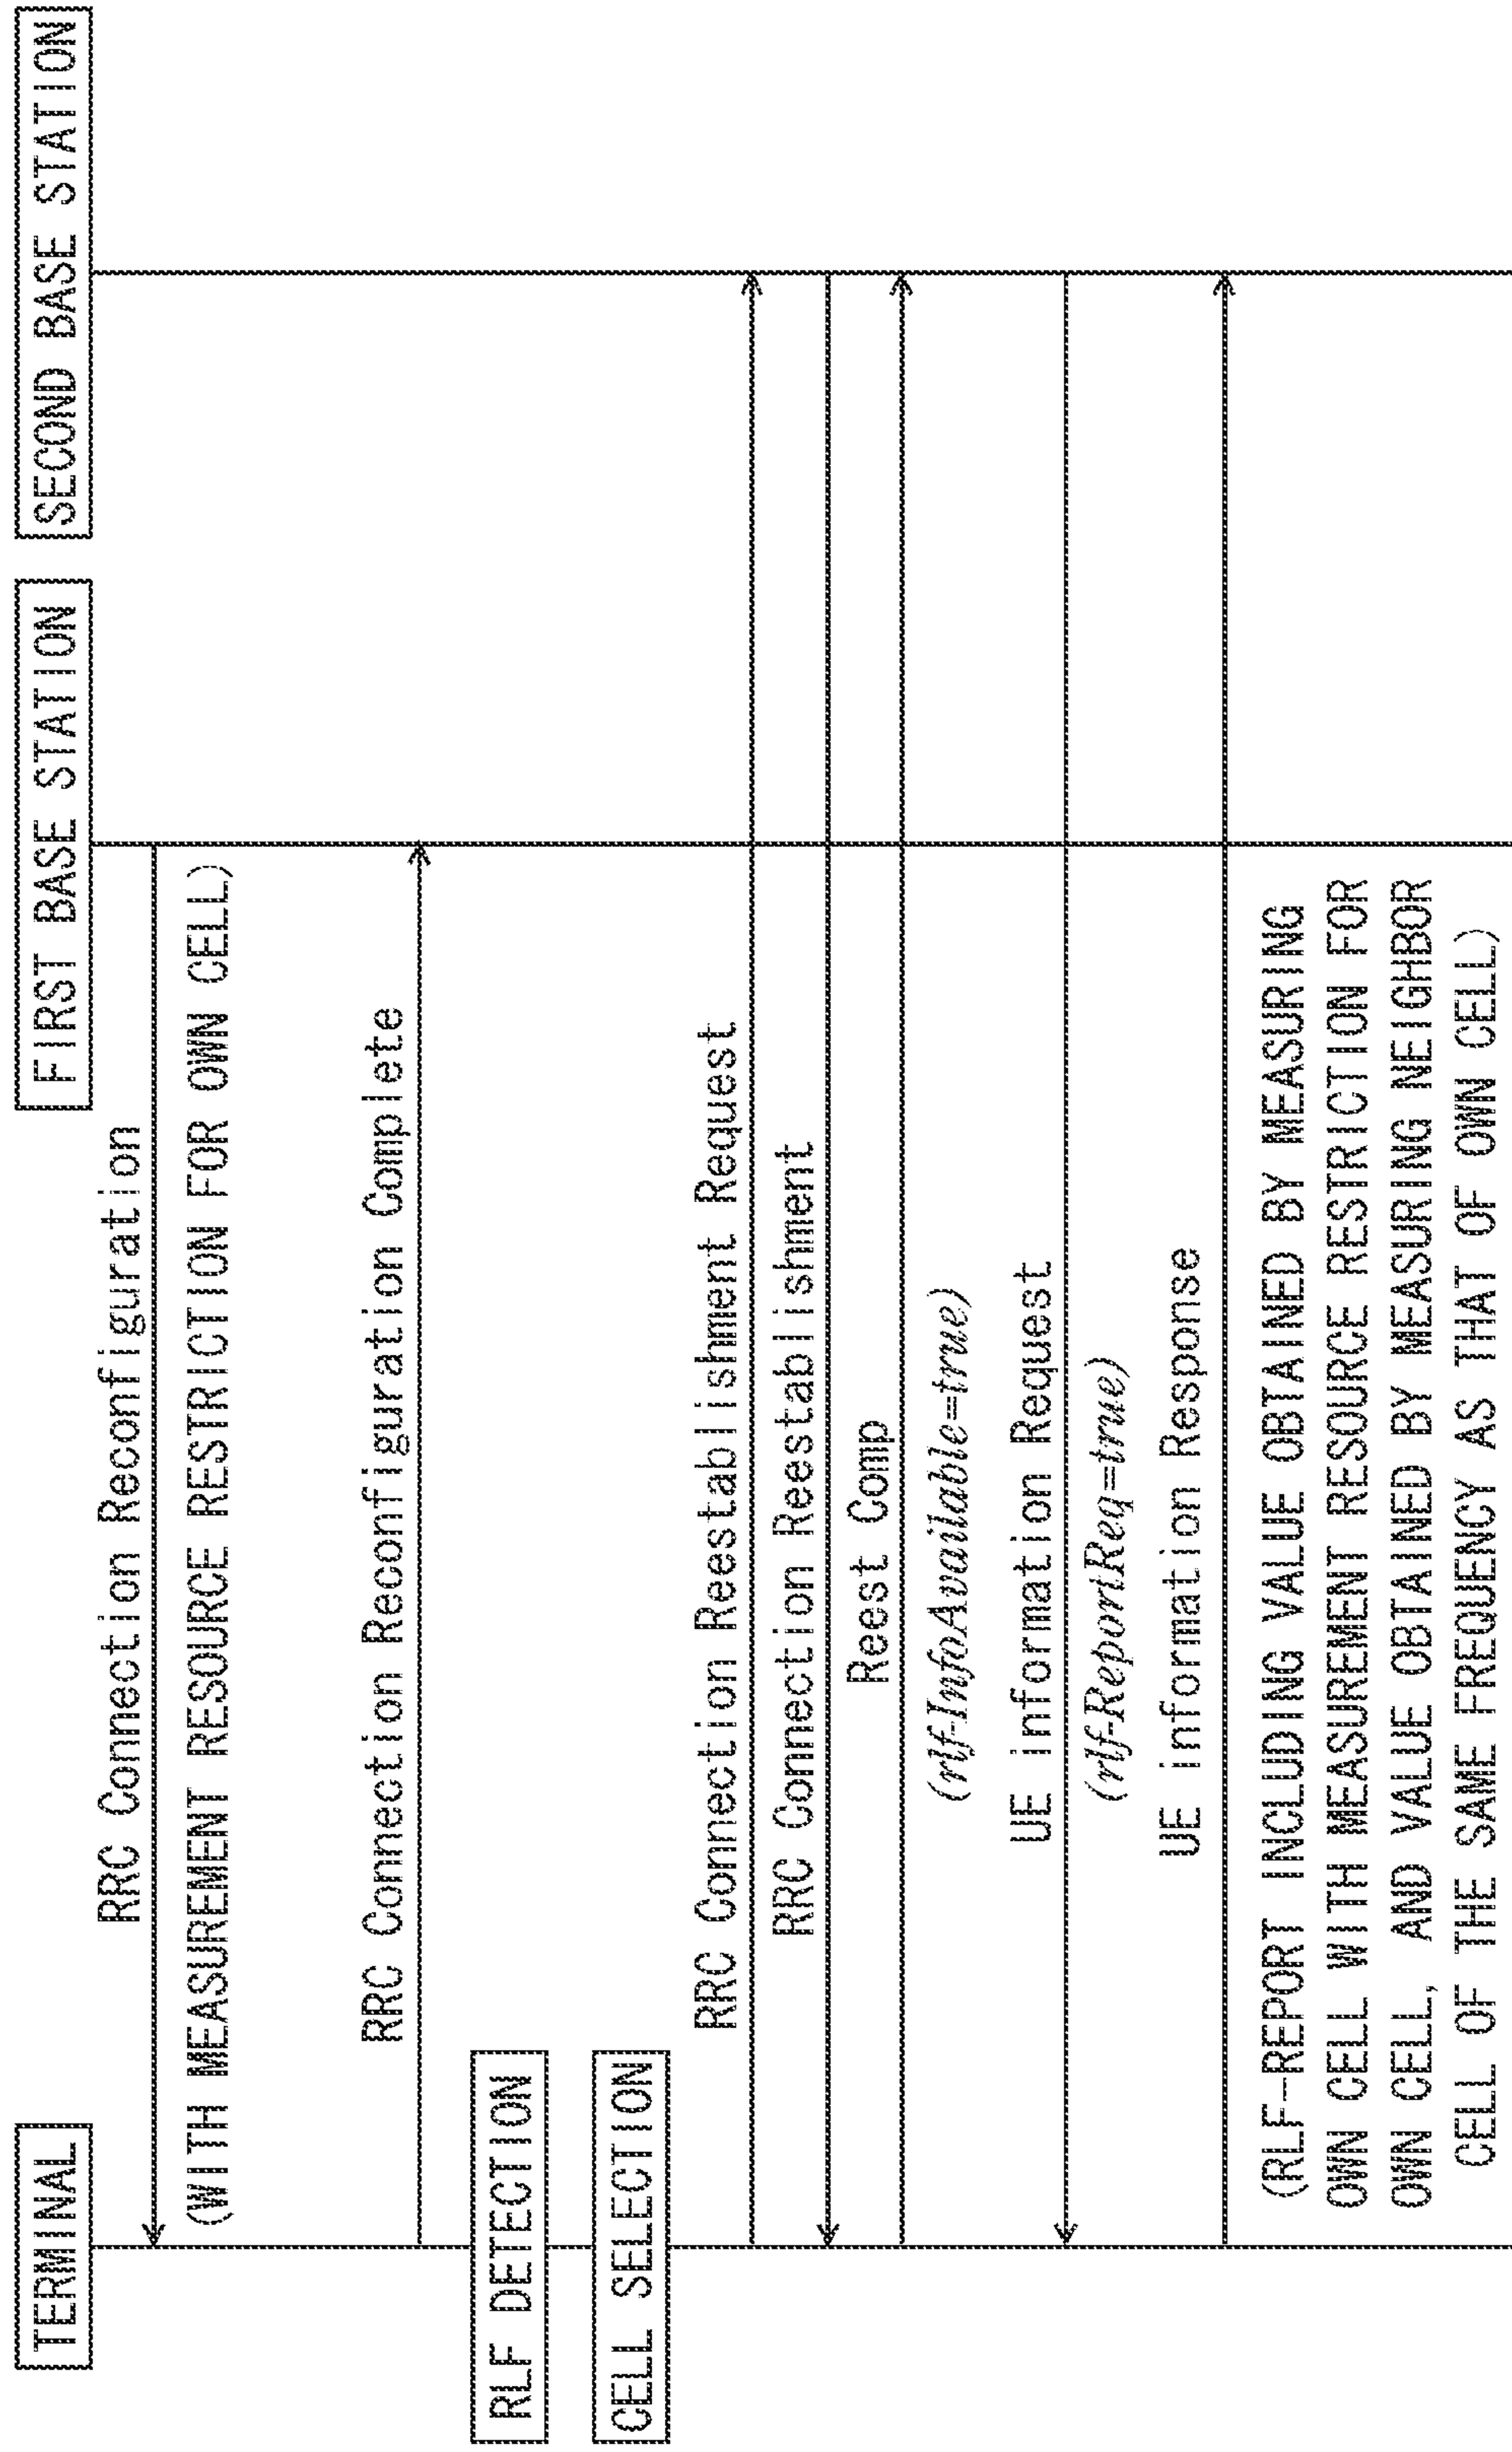 TERMINAL
FIRST BASE STATION
SECOND BASE STATION
RRC Connection Reconfiguration
(WITH MEASUREMENT RESOURCE RESTRICTION FOR OWN CELL)
RRC Connection Reconfiguration Complete
RLF DETECTION
CELL SELECTION
RRC Connection Reestablishment Request
RRC Connection Reestablishment
Reest Comp
(rlf-InfoAvailable=true)
UE information Request
(rlf-ReportReq=true)
UE information Response
(RLF-REPORT INCLUDING VALUE OBTAINED BY MEASURING
OWN CELL WITH MEASUREMENT RESOURCE RESTRICTION FOR
OWN CELL, AND VALUE OBTAINED BY MEASURING NEIGHBOR
CELL OF THE SAME FREQUENCY AS THAT OF OWN CELL)